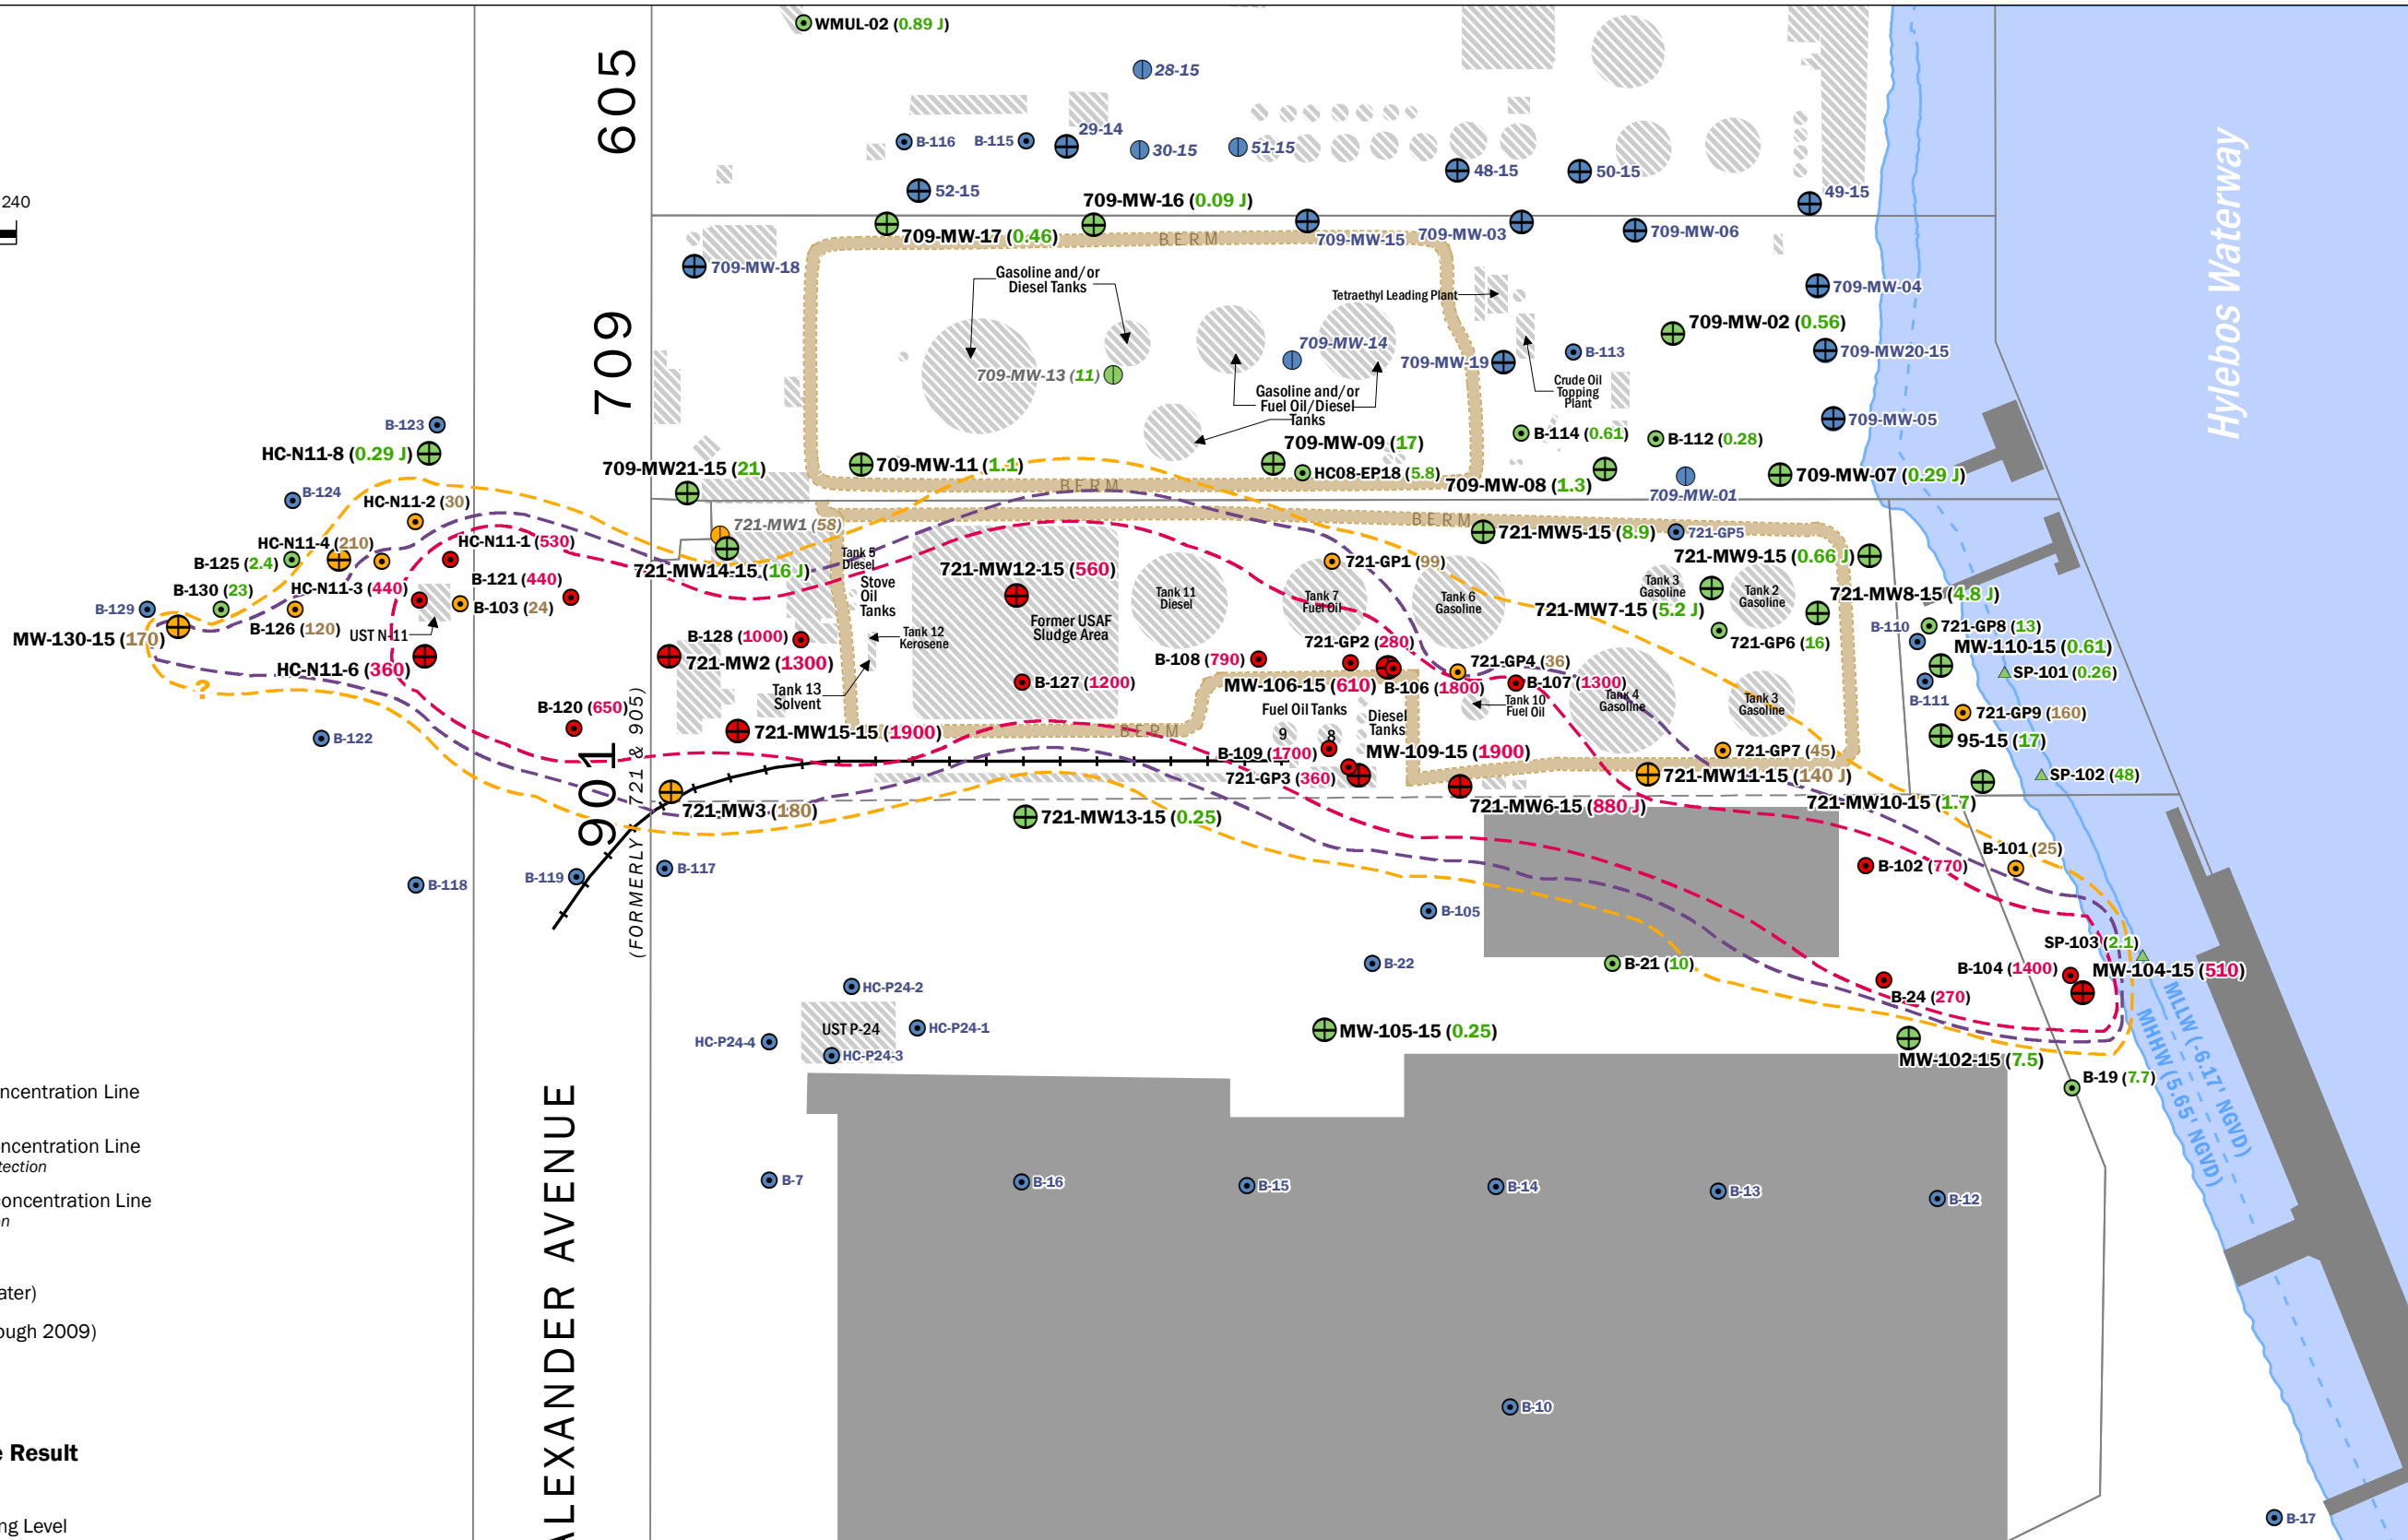 WMUL-02 (0.89 J)
28-15
605
B-116
B-115
29-14
30-15
51-15
52-15
48-15
50-15
49-15
240
709-MW-16 (0.09 J)
709-MW-17 (0.46)
BERM
709-MW-15
709-MW-03
709-MW-06
709-MW-18
Hylebos Waterway
Gasoline and/or
Diesel Tanks
Tetraethyl Leading Plant
709-MW-04
709
709-MW-02 (0.56)
709-MW-14
709-MW-19
B-113
709-MW20-15
709-MW-13 (11)
Gasoline and/or
Fuel Oil/Diesel
Tanks
Crude Oil
Topping
Plant
709-MW-05
B-123
HC-N11-8 (0.29 J)
709-MW-09 (17)
B-114 (0.61)
B-112 (0.28)
709-MW21-15 (21)
709-MW-11 (1.1)
HC08-EP18 (5.8)
709-MW-08 (1.3)
709-MW-07 (0.29 J)
709-MW-01
BERM
B-124
HC-N11-2 (30)
721-MW1 (58)
BERM
721-MW5-15 (8.9)
721-GP5
HC-N11-4 (210)
HC-N11-1 (530)
B-125 (2.4)
721-MW14-15 (16 J)
Tank 5
Diesel
721-MW12-15 (560)
721-GP1 (99)
721-MW9-15 (0.66 J)
B-130 (23)
HC-N11-3 (440)
B-121 (440)
Stove
Oil
Tanks
Tank 11
Diesel
Tank 7
Fuel Oil
Tank 6
Gasoline
Tank 3
Gasoline
Tank 2
Gasoline
B-129
B-103 (24)
721-MW7-15 (5.2 J)
721-MW8-15 (4.8 J)
MW-130-15 (170)
B-126 (120)
UST N-11
B-128 (1000)
Tank 12
Kerosene
Former USAF
Sludge Area
721-GP2 (280)
721-GP6 (16)
B-110
721-GP8 (13)
MW-110-15 (0.61)
HC-N11-6 (360)
721-MW2 (1300)
B-108 (790)
721-GP4 (36)
SP-101 (0.26)
?
Tank 13
Solvent
B-127 (1200)
MW-106-15 (610)
B-106 (1800)
B-107 (1300)
Tank 4
Gasoline
Tank 3
Gasoline
B-111
B-120 (650)
Fuel Oil Tanks
Diesel
Tanks
Tank 10
Fuel Oil
721-GP9 (160)
B-122
721-MW15-15 (1900)
BERM
9
8
B-109 (1700)
MW-109-15 (1900)
721-GP7 (45)
95-15 (17)
721-GP3 (360)
721-MW11-15 (140 J)
SP-102 (48)
901
(FORMERLY 721 & 905)
721-MW3 (180)
721-MW13-15 (0.25)
721-MW6-15 (880 J)
721-MW10-15 (1.7)
B-101 (25)
B-118
B-119
B-117
B-102 (770)
B-105
B-22
B-21 (10)
SP-103 (2.1)
B-104 (1400)
MW-104-15 (510)
HC-P24-2
B-24 (270)
UST P-24
HC-P24-1
HC-P24-4
HC-P24-3
MW-105-15 (0.25)
MW-102-15 (7.5)
B-19 (7.7)
MLLW (-6.17' NGVD)
MHHW (5.65' NGVD)
ncentration Line
ncentration Line
tection
oncentration Line
n
ALEXANDER AVENUE
B-7
B-16
B-15
B-14
B-13
B-12
ater)
ough 2009)
B-10
e Result
ng Level
B-17